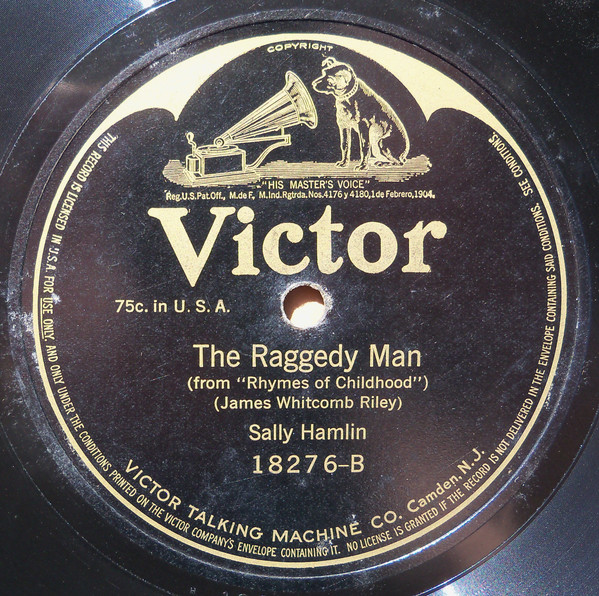 COPYRIGHT
"HIS MASTER'S VOICE"
Reg.U.S.Pat.Off., M.de F., M.Ind.Rgtrda.Nos.4176 y 4180,1 de Febrero,1904.
Victor
75c. in U. S. A.
The Raggedy Man
(from "Rhymes of Childhood")
(James Whitcomb Riley)
Sally Hamlin
18276-B
VICTOR TALKING MACHINE CO. Camden. N.J.
THIS RECORD IS LICENSED IN U.S.A. FOR USE ONLY, AND ONLY UNDER THE CONDITIONS PRINTED ON THE VICTOR COMPANY'S ENVELOPE CONTAINING IT. NO LICENSE IS GRANTED IF THE RECORD IS NOT DELIVERED IN THE ENVELOPE CONTAINING SAID CONDITIONS. SEE CONDITIONS.